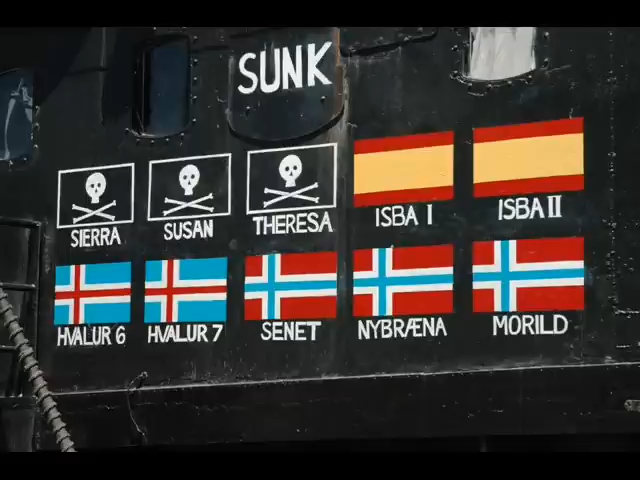 SUNK
SIERRA SUSAN THERESA ISBA I ISBA II
HVALUR 6 HVALUR 7 SENET NYBRÆNA MORILD